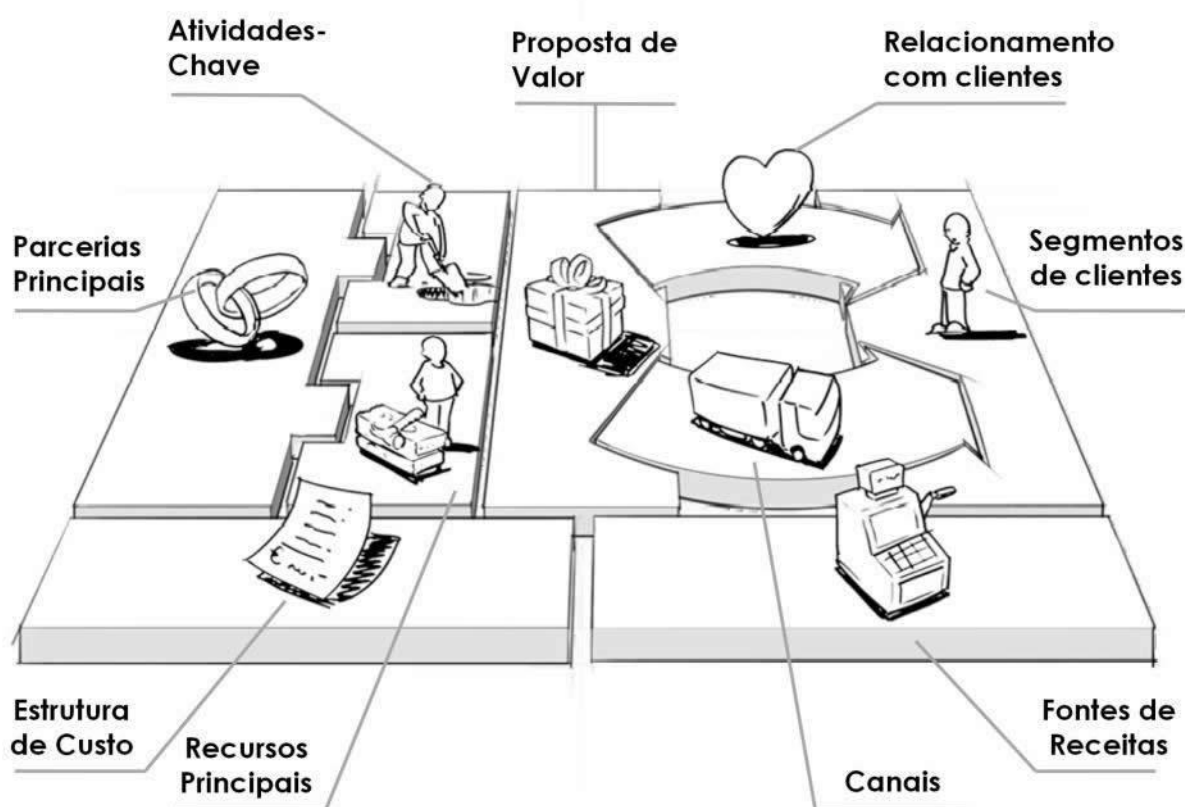 Atividades-
Chave
Proposta de
Valor
Relacionamento
com clientes
Parcerias
Principais
Segmentos
de clientes
Estrutura
de Custo
Recursos
Principais
Canais
Fontes de
Receitas